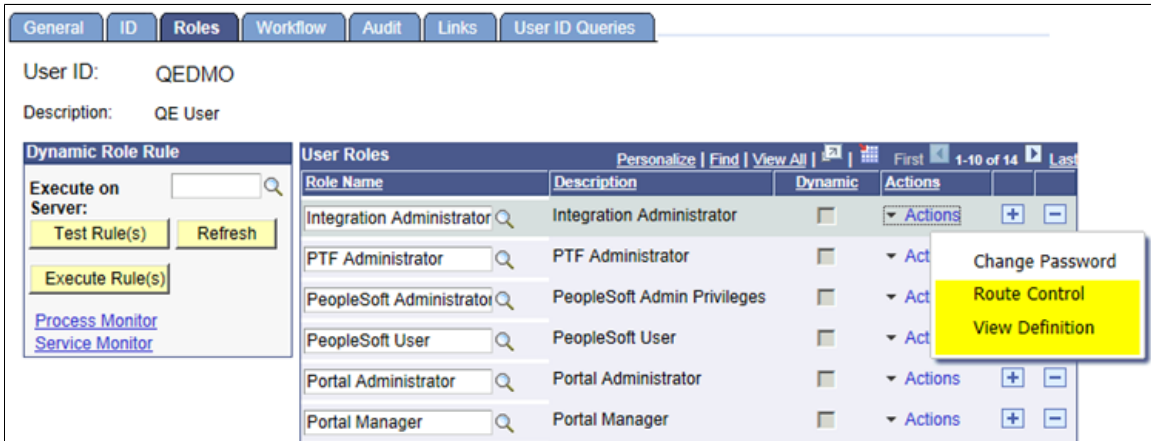 General ID Roles Workflow Audit Links User ID Queries
User ID: QEDMO
Description: QE User
Dynamic Role Rule
Execute on
Server:
Test Rule(s) Refresh
Execute Rule(s)
Process Monitor
Service Monitor
User Roles Personalize | Find | View All | | First 1-10 of 14 Last
Role Name Description Dynamic Actions
Integration Administrator Integration Administrator Actions
PTF Administrator PTF Administrator Act
PeopleSoft Administrator PeopleSoft Admin Privileges Act
PeopleSoft User PeopleSoft User Act
Portal Administrator Portal Administrator Actions
Portal Manager Portal Manager Actions
Change Password
Route Control
View Definition